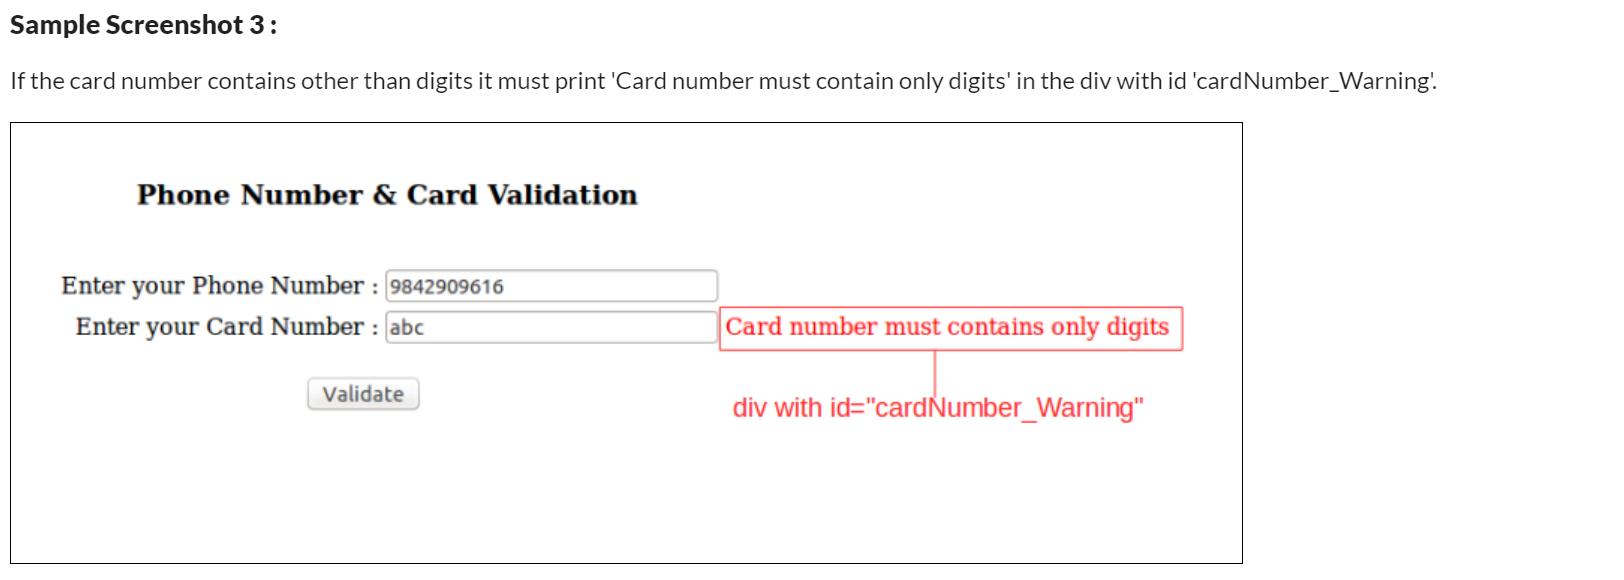 Sample Screenshot 3 :
If the card number contains other than digits it must print 'Card number must contain only digits' in the div with id 'cardNumber_Warning'.
Phone Number & Card Validation
Enter your Phone Number : 9842909616
Enter your Card Number : abc Card number must contains only digits
Validate
div with id="cardNumber_Warning"